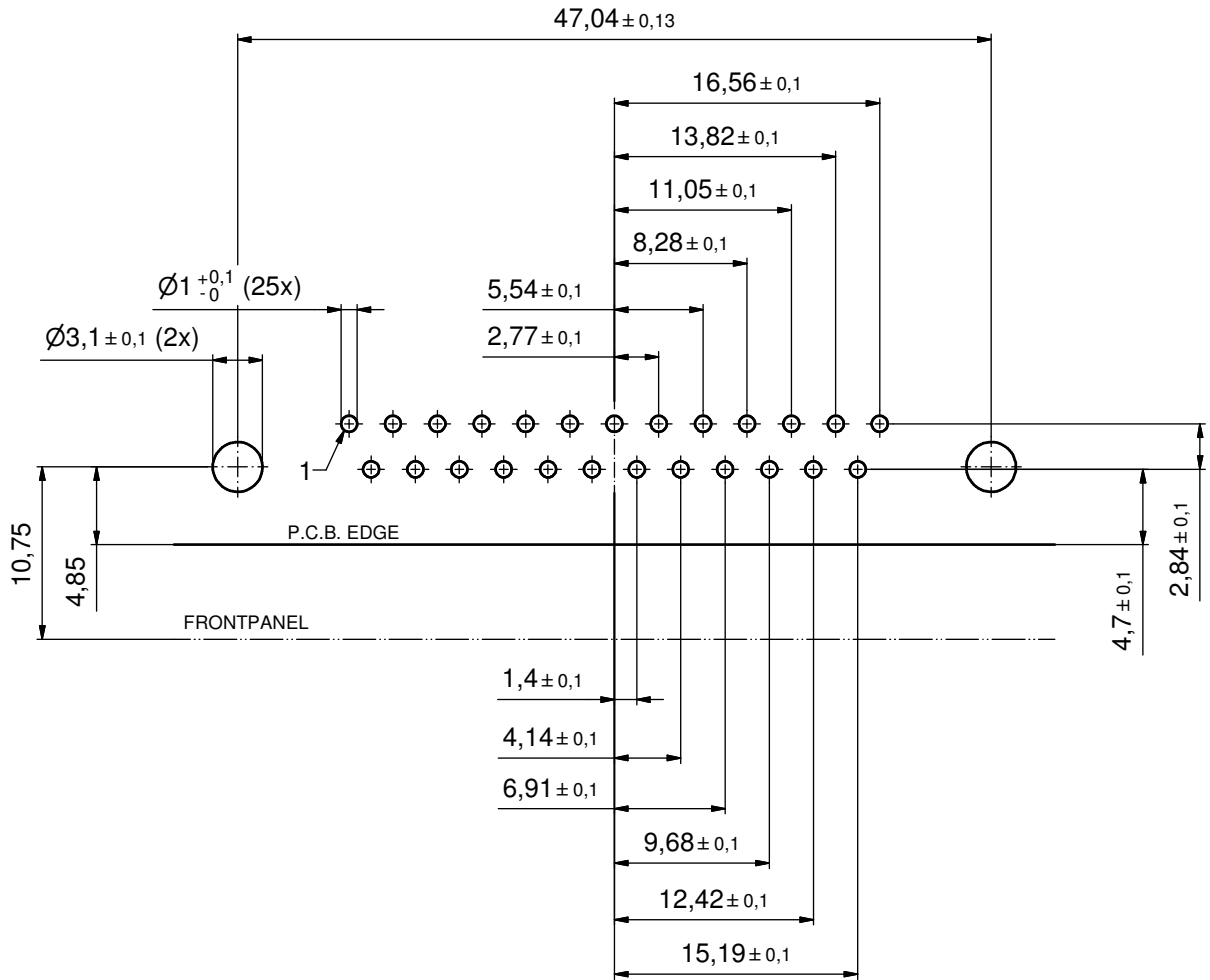 47,04 ± 0,13
16,56 ± 0,1
13,82 ± 0,1
11,05 ± 0,1
8,28 ± 0,1
Ø1 +0,1 -0 (25x)
5,54 ± 0,1
Ø3,1 ± 0,1 (2x)
2,77 ± 0,1
1
P.C.B. EDGE
10,75
4,85
2,84 ± 0,1
4,7 ± 0,1
FRONTPANEL
1,4 ± 0,1
4,14 ± 0,1
6,91 ± 0,1
9,68 ± 0,1
12,42 ± 0,1
15,19 ± 0,1